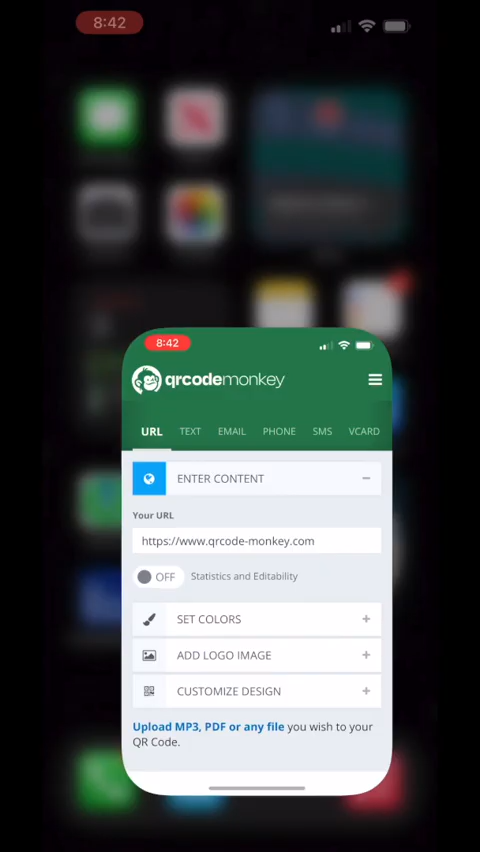 8:42
8:42
qrcodemonkey
URL TEXT EMAIL PHONE SMS VCARD
ENTER CONTENT
Your URL
https://www.qrcode-monkey.com
OFF Statistics and Editability
SET COLORS
ADD LOGO IMAGE
CUSTOMIZE DESIGN
Upload MP3, PDF or any file you wish to your
QR Code.